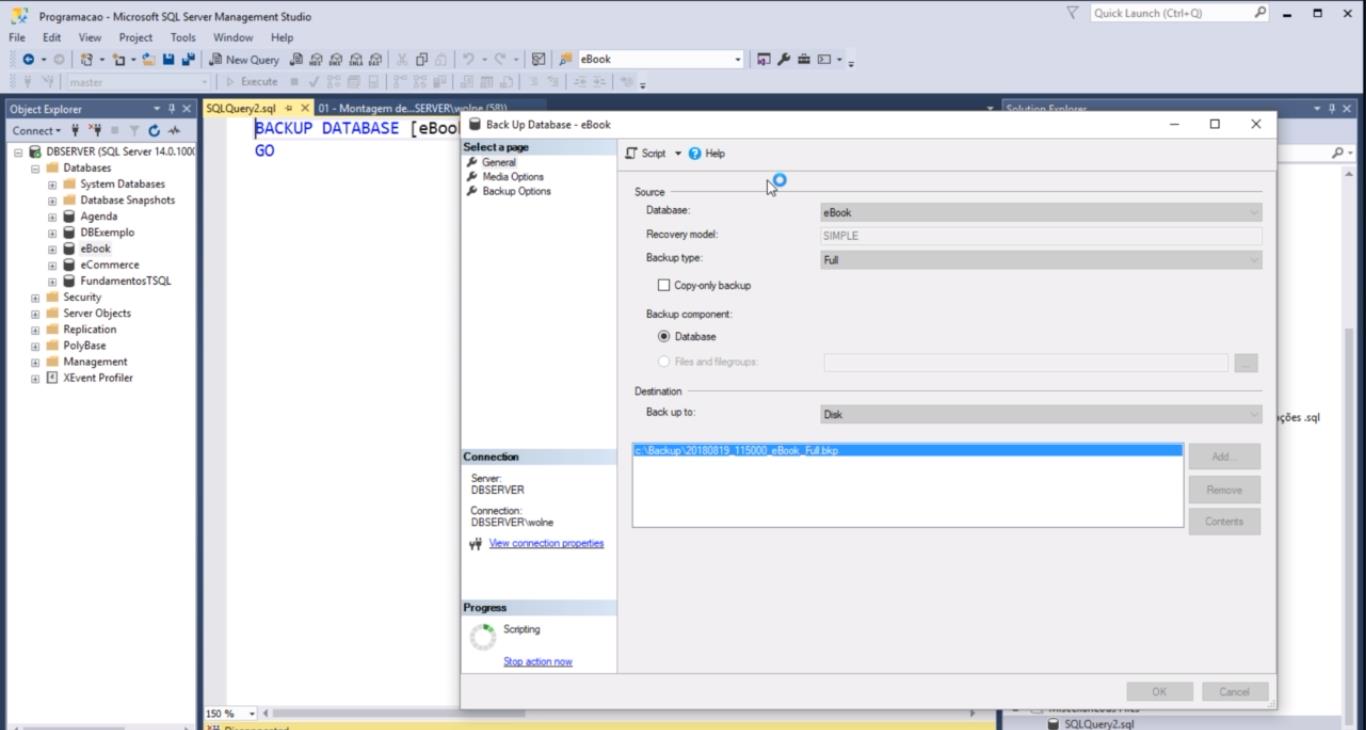 Programacao - Microsoft SQL Server Management Studio
Quick Launch (Ctrl+Q)
File Edit View Project Tools Window Help
New Query
eBook
master
Execute
Object Explorer
SQLQuery2.sql
01 - Montagem de...SERVER\wolne (58))
Solution Explorer
Connect
DBSERVER (SQL Server 14.0.1000
Databases
System Databases
Database Snapshots
Agenda
DBExemplo
eBook
eCommerce
FundamentosTSQL
Security
Server Objects
Replication
PolyBase
Management
XEvent Profiler
BACKUP DATABASE [eBoo
GO
150 %
Disconnected
Back Up Database - eBook
Select a page
General
Media Options
Backup Options
Connection
Server:
DBSERVER
Connection:
DBSERVER\wolne
View connection properties
Progress
Scripting
Stop action now
Script Help
Source
Database: eBook
Recovery model: SIMPLE
Backup type: Full
Copy-only backup
Backup component:
Database
Files and filegroups: ...
Destination
Back up to: Disk
c:\Backup\20180819_115000_eBook_Full.bkp
Add...
Remove
Contents
OK Cancel
ções .sql
Miscellaneous Files
SQLQuery2.sql